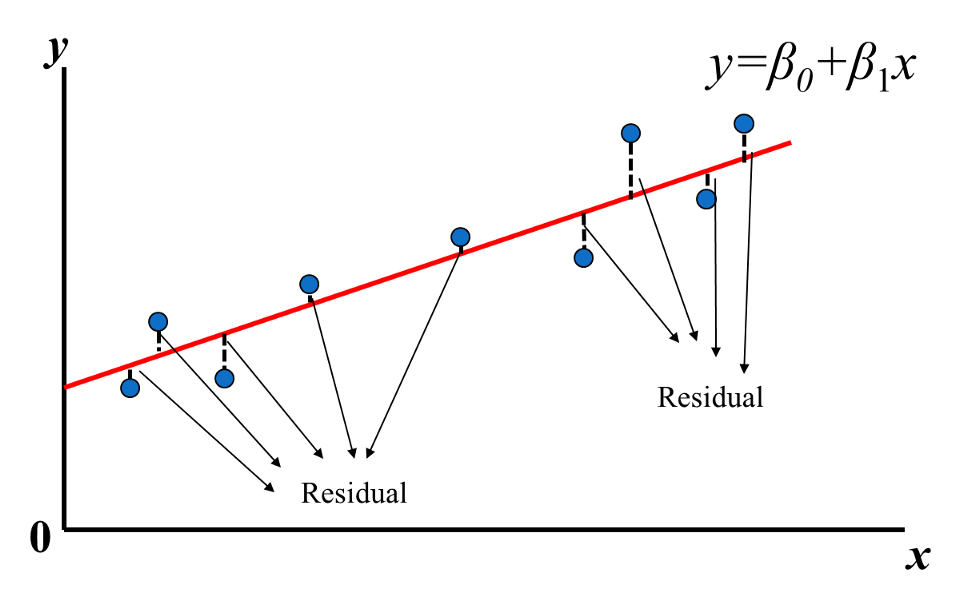 y
y=β₀+β₁x
Residual
Residual
0
x